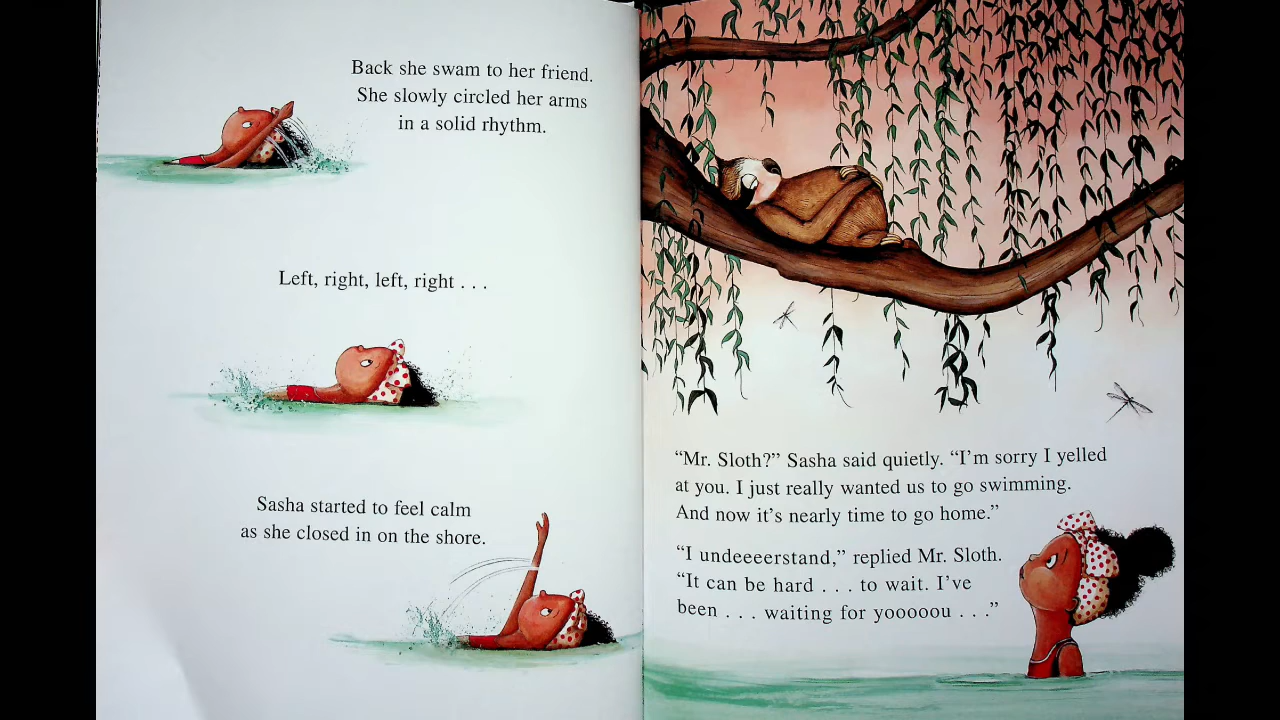 Back she swam to her friend.
She slowly circled her arms
in a solid rhythm.
Left, right, left, right . . .
Sasha started to feel calm
as she closed in on the shore.
“Mr. Sloth?” Sasha said quietly. “I’m sorry I yelled
at you. I just really wanted us to go swimming.
And now it’s nearly time to go home.”
“I undeeeerstand,” replied Mr. Sloth.
“It can be hard . . . to wait. I’ve
been . . . waiting for yooooou . . .”